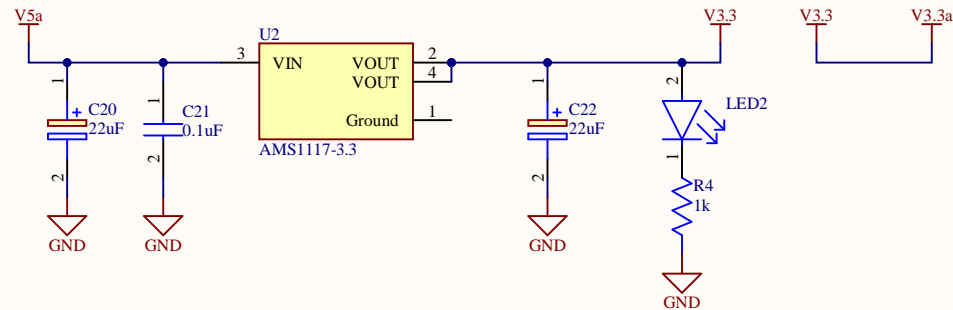 V5a
V3.3
V3.3
V3.3a
U2
3
VIN
VOUT
2
VOUT
4
Ground
1
AMS1117-3.3
1
+
C20
22uF
2
GND
1
C21
0.1uF
2
GND
1
+
C22
22uF
2
GND
2
LED2
1
R4
1k
GND